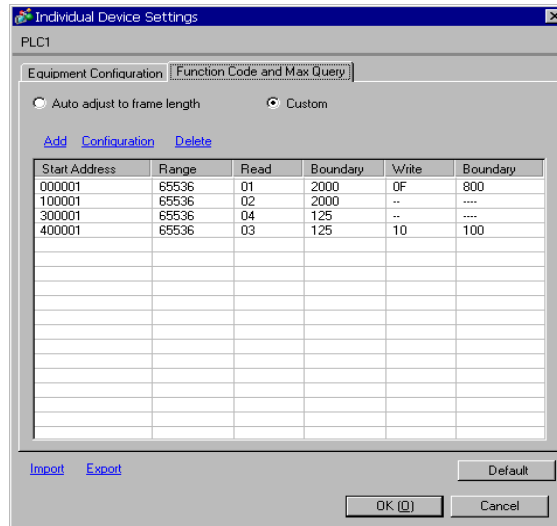 Individual Device Settings
PLC1
Equipment Configuration Function Code and Max Query
Auto adjust to frame length Custom
Add Configuration Delete
Start Address Range Read Boundary Write Boundary
000001 65536 01 2000 0F 800
100001 65536 02 2000 -- ----
300001 65536 04 125 -- ----
400001 65536 03 125 10 100
Import Export Default
OK (O) Cancel